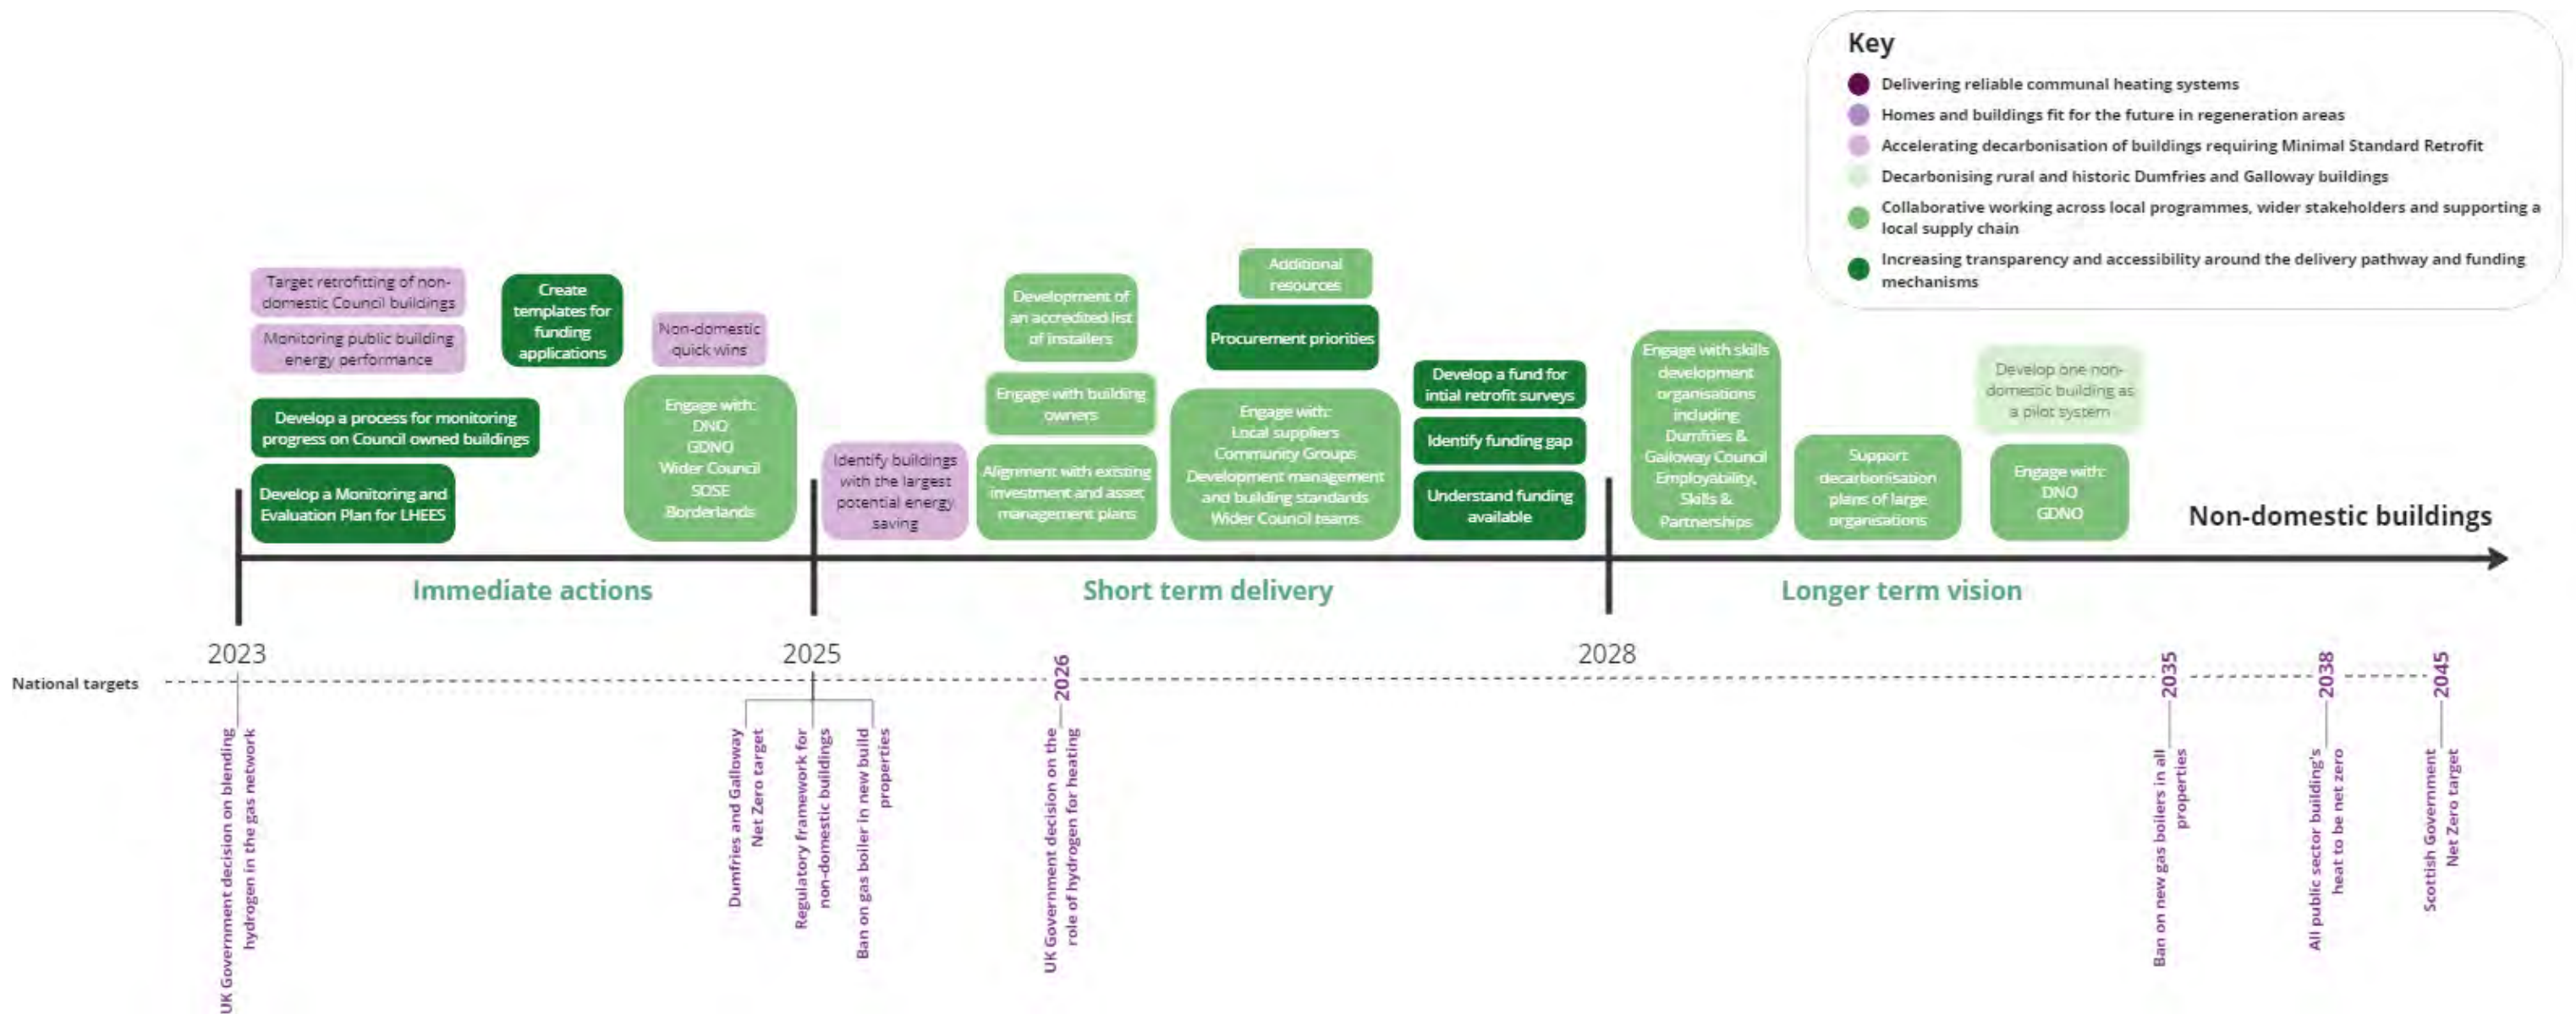 Key
Delivering reliable communal heating systems
Homes and buildings fit for the future in regeneration areas
Accelerating decarbonisation of buildings requiring Minimal Standard Retrofit
Decarbonising rural and historic Dumfries and Galloway buildings
Collaborative working across local programmes, wider stakeholders and supporting a
local supply chain
Increasing transparency and accessibility around the delivery pathway and funding
mechanisms
Target retrofitting of non-
domestic Council buildings
Monitoring public building
energy performance
Create
templates for
funding
applications
Develop a process for monitoring
progress on Council owned buildings
Develop a Monitoring and
Evaluation Plan for LHEES
Non-domestic
quick wins
Engage with:
DNO
GDNO
Wider Council
SOSE
Borderlands
Identify buildings
with the largest
potential energy
saving
Development of
an accredited list
of installers
Engage with building
owners
Alignment with existing
investment and asset
management plans
Additional
resources
Procurement priorities
Engage with:
Local suppliers
Community Groups
Development management
and building standards
Wider Council teams
Develop a fund for
intial retrofit surveys
Identify funding gap
Understand funding
available
Engage with skills
development
organisations
including
Dumfries &
Galloway Council
Employability,
Skills &
Partnerships
Support
decarbonisation
plans of large
organisations
Develop one non-
domestic building as
a pilot system
Engage with:
DNO
GDNO
Non-domestic buildings
Immediate actions
Short term delivery
Longer term vision
2023
2025
2028
National targets
2026
2035
2038
2045
UK Government decision on blending
hydrogen in the gas network
Dumfries and Galloway
Net Zero target
Regulatory framework for
non-domestic buildings
Ban on gas boiler in new build
properties
UK Government decision on the
role of hydrogen for heating
Ban on new gas boilers in all
properties
All public sector building's
heat to be net zero
Scottish Government
Net Zero target